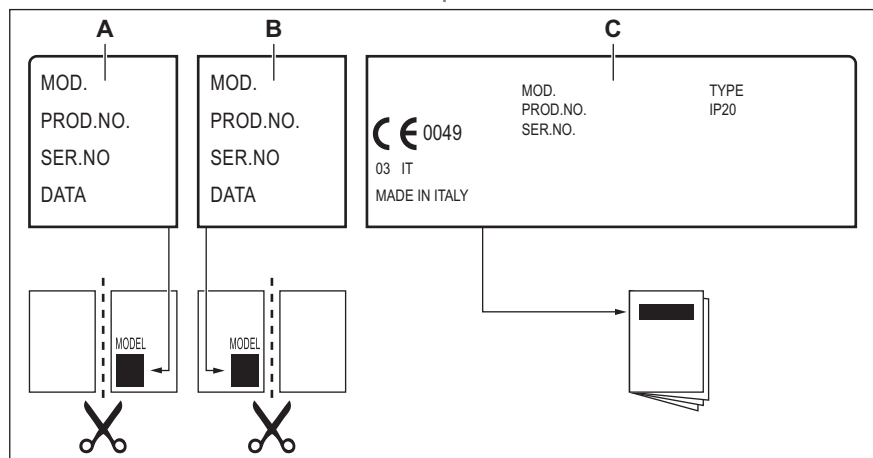 A
B
C
MOD.
PROD.NO.
SER.NO
DATA
MOD.
PROD.NO.
SER.NO
DATA
MOD.
PROD.NO.
SER.NO.
TYPE
IP20
CE 0049
03 IT
MADE IN ITALY
MODEL
MODEL